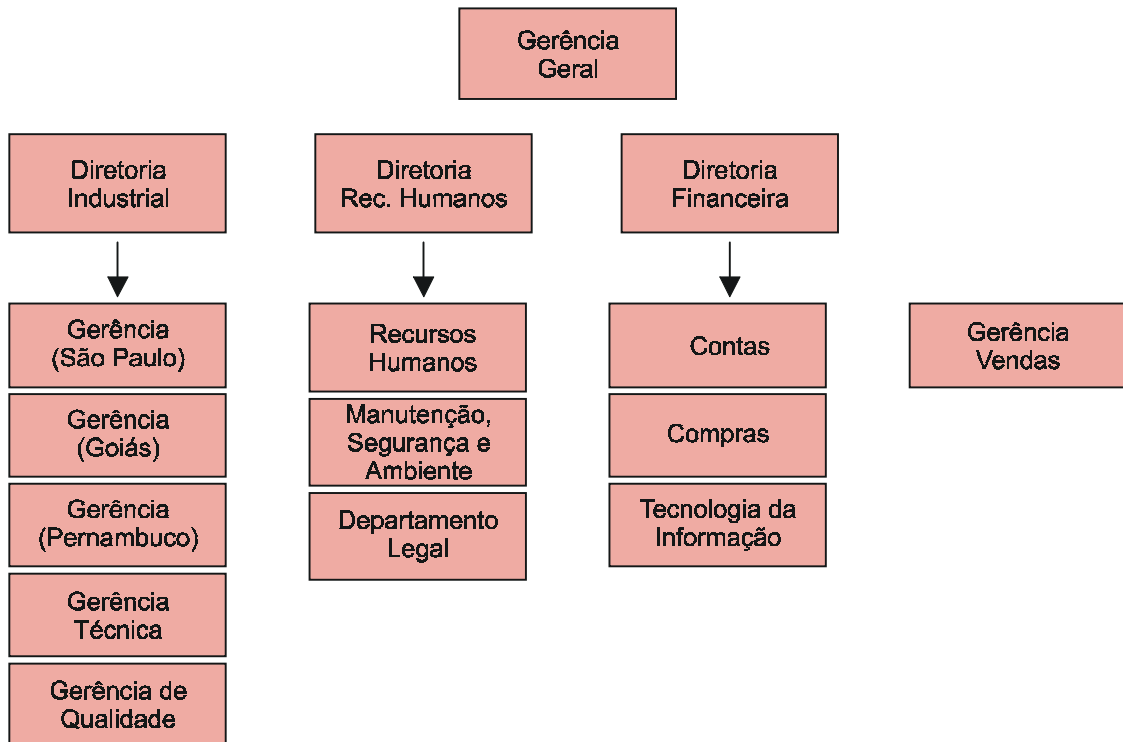 Gerência
Geral
Diretoria
Industrial
Diretoria
Rec. Humanos
Diretoria
Financeira
Gerência
(São Paulo)
Gerência
(Goiás)
Gerência
(Pernambuco)
Gerência
Técnica
Gerência de
Qualidade
Recursos
Humanos
Manutenção,
Segurança e
Ambiente
Departamento
Legal
Contas
Compras
Tecnologia da
Informação
Gerência
Vendas